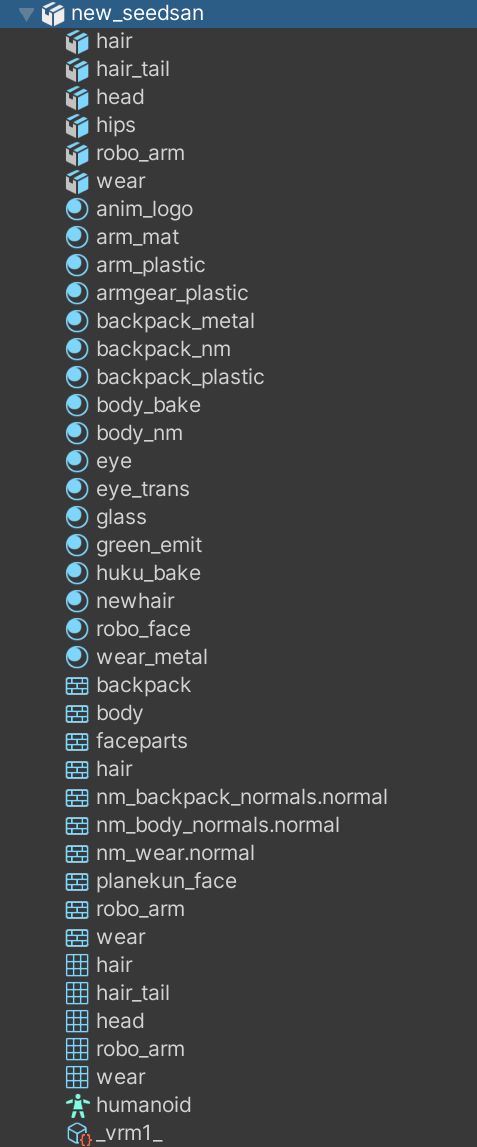 new_seedsan
hair
hair_tail
head
hips
robo_arm
wear
anim_logo
arm_mat
arm_plastic
armgear_plastic
backpack_metal
backpack_nm
backpack_plastic
body_bake
body_nm
eye
eye_trans
glass
green_emit
huku_bake
newhair
robo_face
wear_metal
backpack
body
faceparts
hair
nm_backpack_normals.normal
nm_body_normals.normal
nm_wear.normal
planekun_face
robo_arm
wear
hair
hair_tail
head
robo_arm
wear
humanoid
_vrm1_